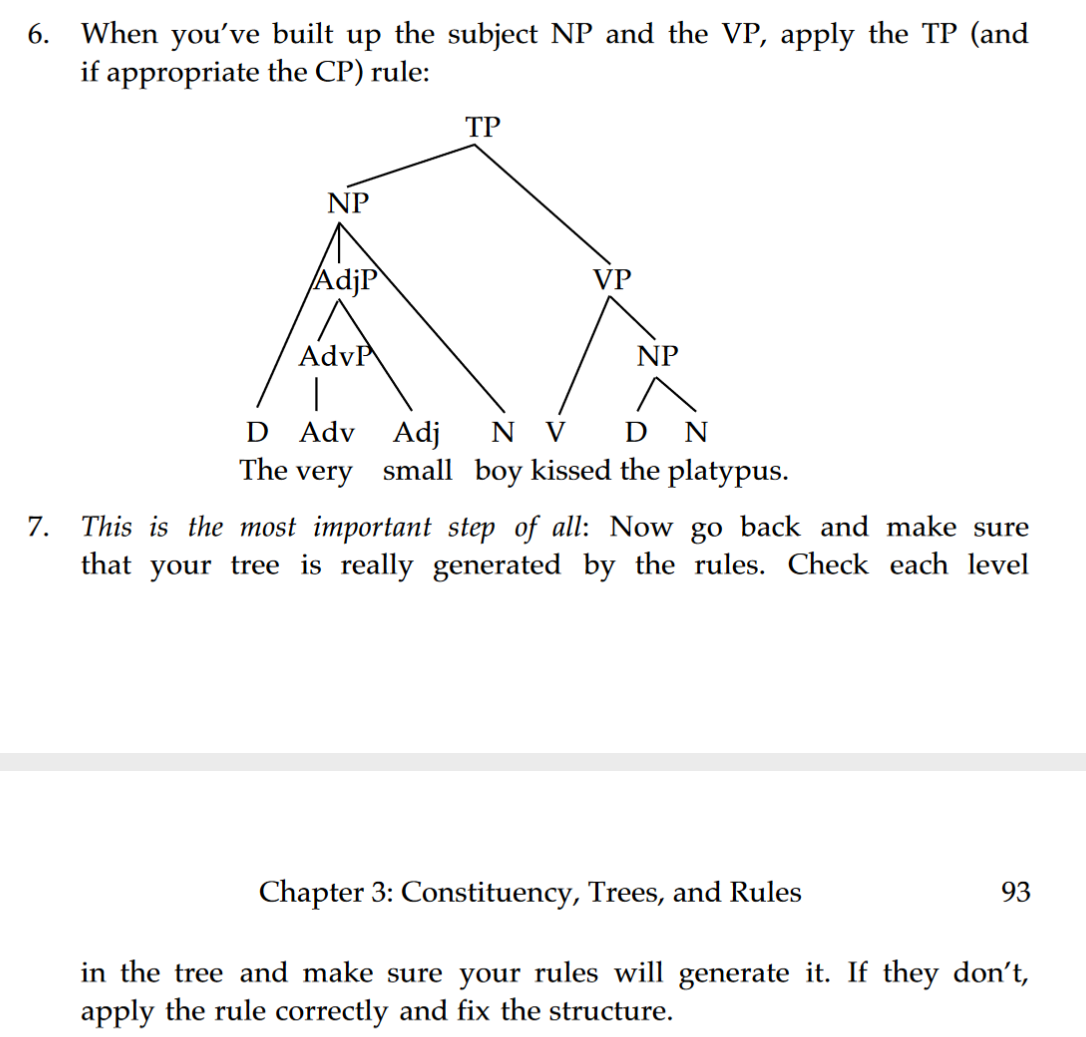 6. When you've built up the subject NP and the VP, apply the TP (and
if appropriate the CP) rule:
TP
NP
AdjP VP
AdvP NP
D Adv Adj N V D N
The very small boy kissed the platypus.
7. This is the most important step of all: Now go back and make sure
that your tree is really generated by the rules. Check each level
Chapter 3: Constituency, Trees, and Rules 93
in the tree and make sure your rules will generate it. If they don't,
apply the rule correctly and fix the structure.